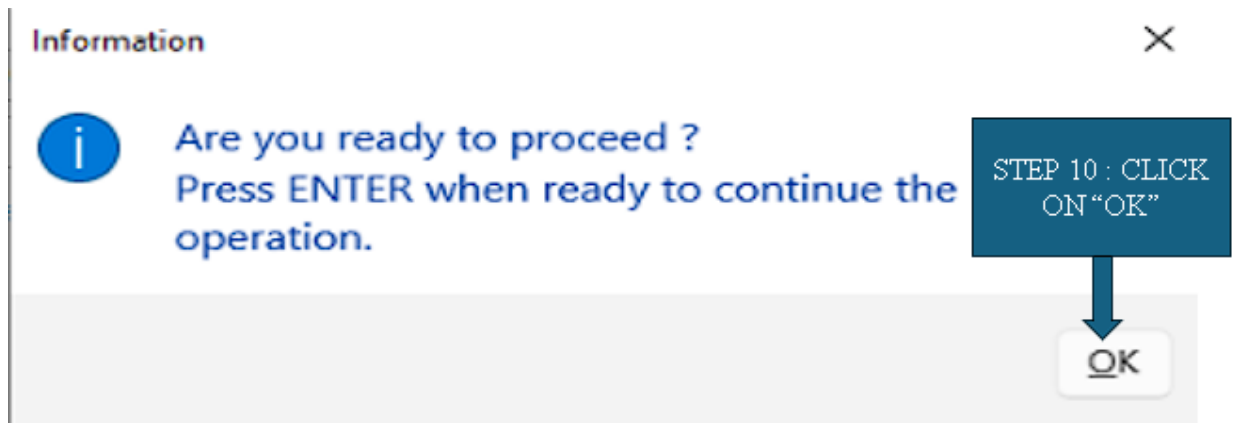 Information
Are you ready to proceed ?
Press ENTER when ready to continue the
operation.
STEP 10 : CLICK
ON “OK”
OK